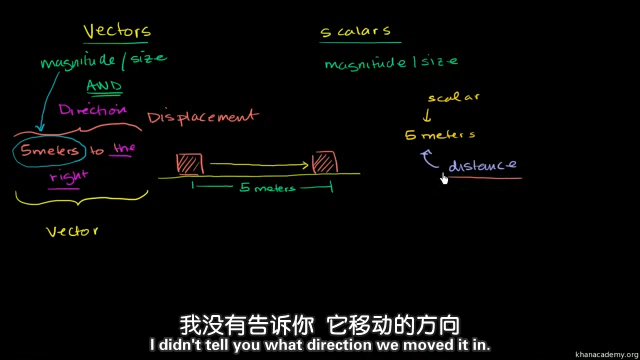 Vectors
magnitude/size
AND
Direction
Displacement
5meters to the
right
Vector
5 meters
scalars
magnitude/size
scalar
5 meters
distance
我没有告诉你 它移动的方向
I didn't tell you what direction we moved it in.
khanacademy.org